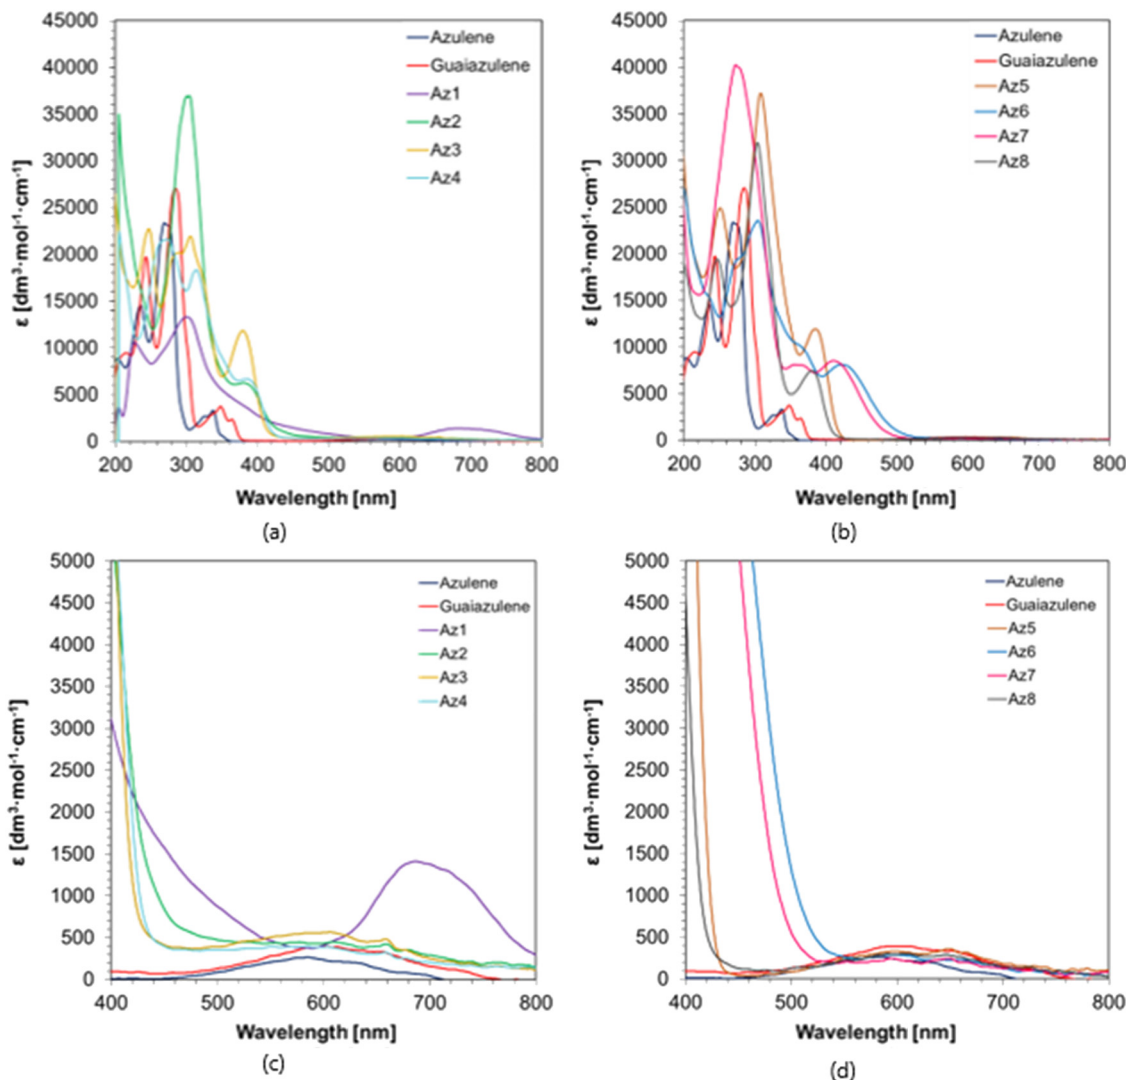 45000
40000
35000
30000
25000
20000
15000
10000
5000
0
ε [dm³·mol⁻¹·cm⁻¹]
Azulene
Guaiazulene
Az1
Az2
Az3
Az4
200 300 400 500 600 700 800
Wavelength [nm]
(a)
45000
40000
35000
30000
25000
20000
15000
10000
5000
0
ε [dm³·mol⁻¹·cm⁻¹]
Azulene
Guaiazulene
Az5
Az6
Az7
Az8
200 300 400 500 600 700 800
Wavelength [nm]
(b)
5000
4500
4000
3500
3000
2500
2000
1500
1000
500
0
ε [dm³·mol⁻¹·cm⁻¹]
Azulene
Guaiazulene
Az1
Az2
Az3
Az4
400 500 600 700 800
Wavelength [nm]
(c)
5000
4500
4000
3500
3000
2500
2000
1500
1000
500
0
ε [dm³·mol⁻¹·cm⁻¹]
Azulene
Guaiazulene
Az5
Az6
Az7
Az8
400 500 600 700 800
Wavelength [nm]
(d)